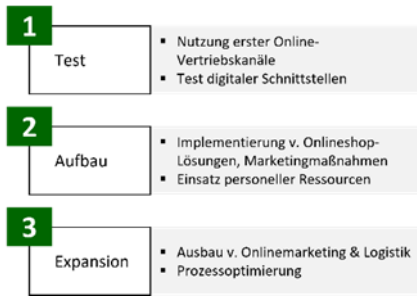 1
Test
▪ Nutzung erster Online-
Vertriebskanäle
▪ Test digitaler Schnittstellen
2
Aufbau
▪ Implementierung v. Onlineshop-
Lösungen, Marketingmaßnahmen
▪ Einsatz personeller Ressourcen
3
Expansion
▪ Ausbau v. Onlinemarketing & Logistik
▪ Prozessoptimierung